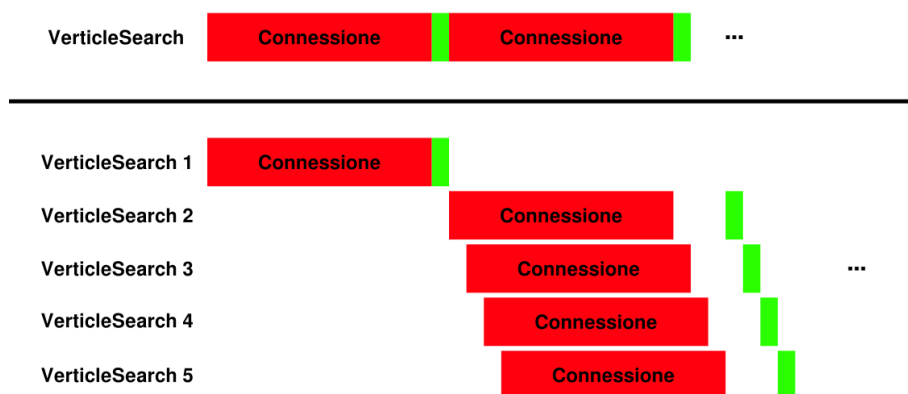 VerticleSearch Connessione Connessione ...
VerticleSearch 1 Connessione
VerticleSearch 2 Connessione
VerticleSearch 3 Connessione ...
VerticleSearch 4 Connessione
VerticleSearch 5 Connessione